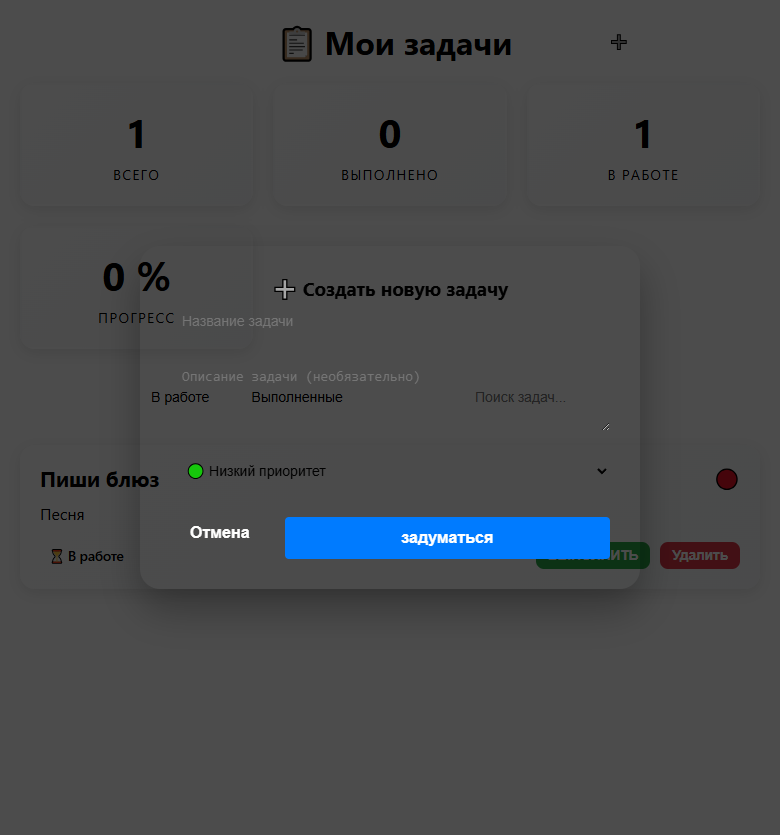 📋 Мои задачи ➕
1 0 1
ВСЕГО ВЫПОЛНЕНО В РАБОТЕ
0 %
ПРОГРЕСС
➕ Создать новую задачу
Название задачи
Описание задачи (необязательно)
В работе Выполненные Поиск задач...
Низкий приоритет
Пиши блюз
Песня
Отмена задуматься
⏳ В работе Удалить